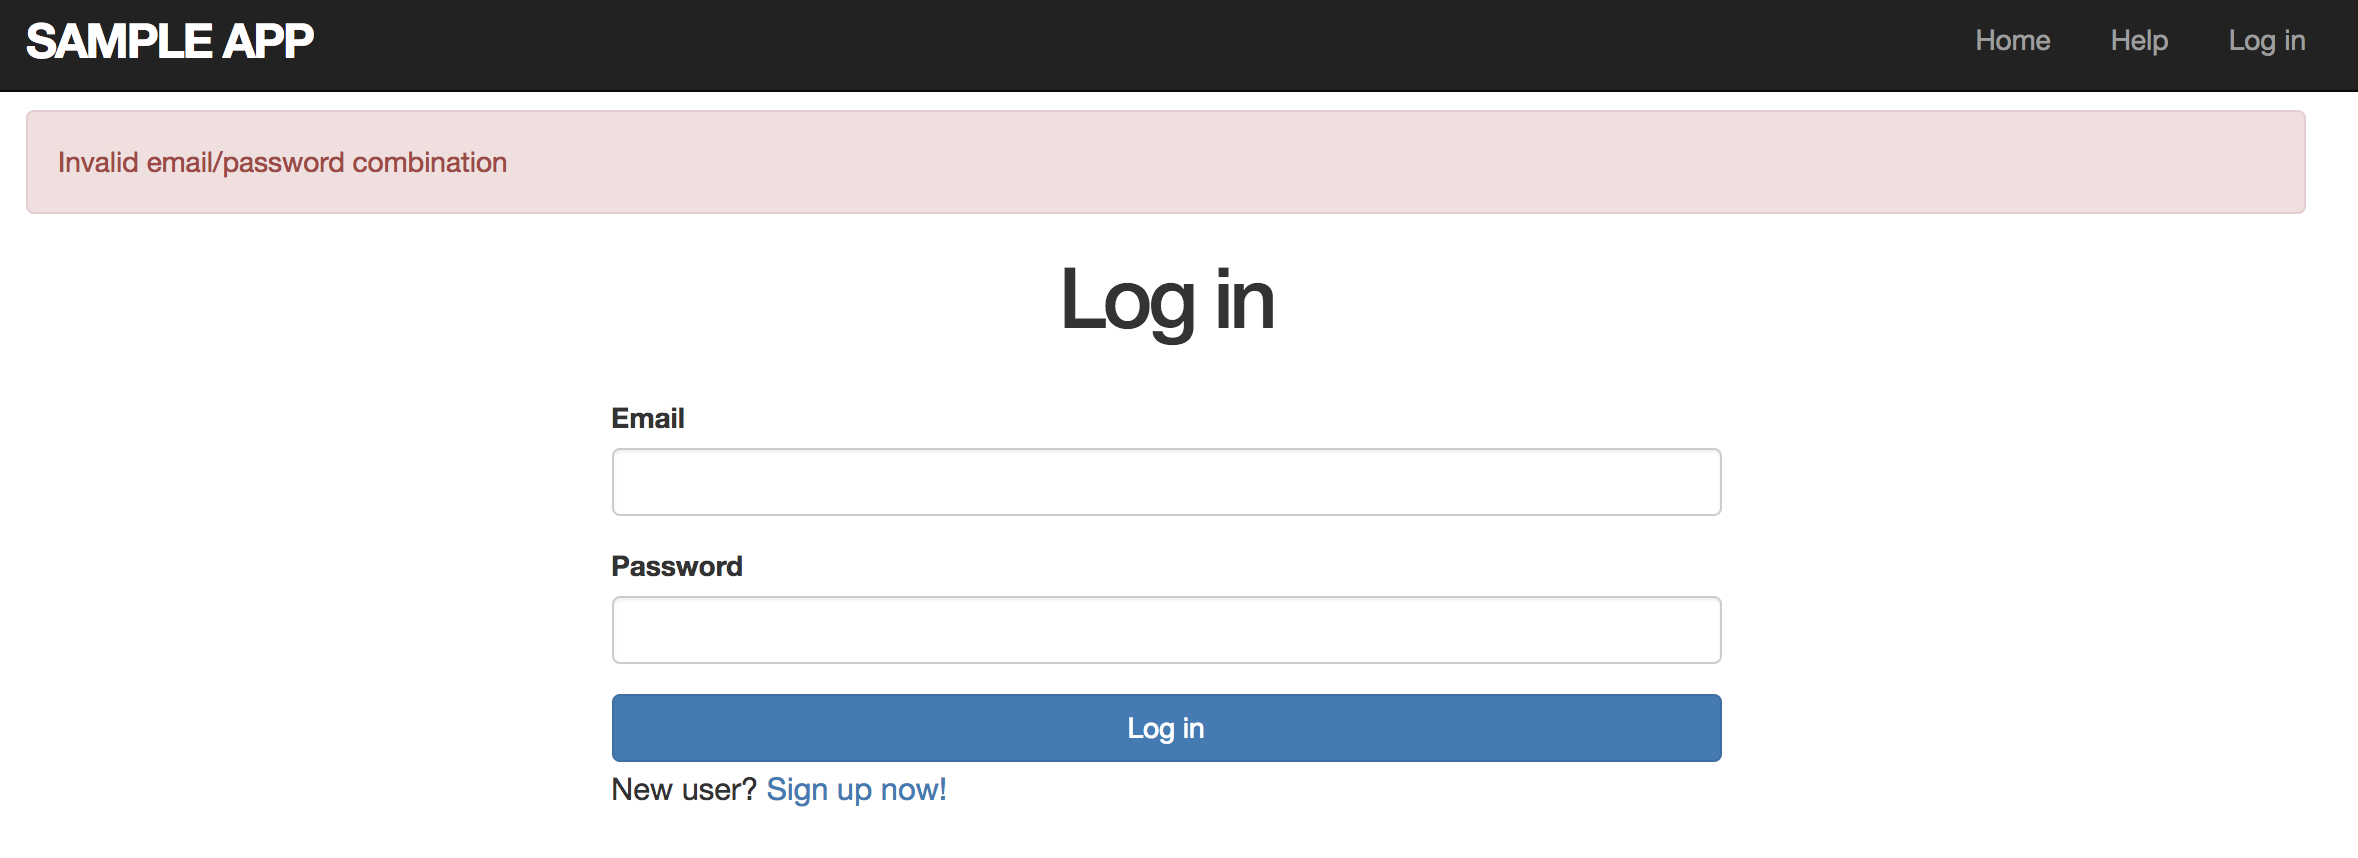 SAMPLE APP
Home Help Log in
Invalid email/password combination
Log in
Email
Password
Log in
New user? Sign up now!